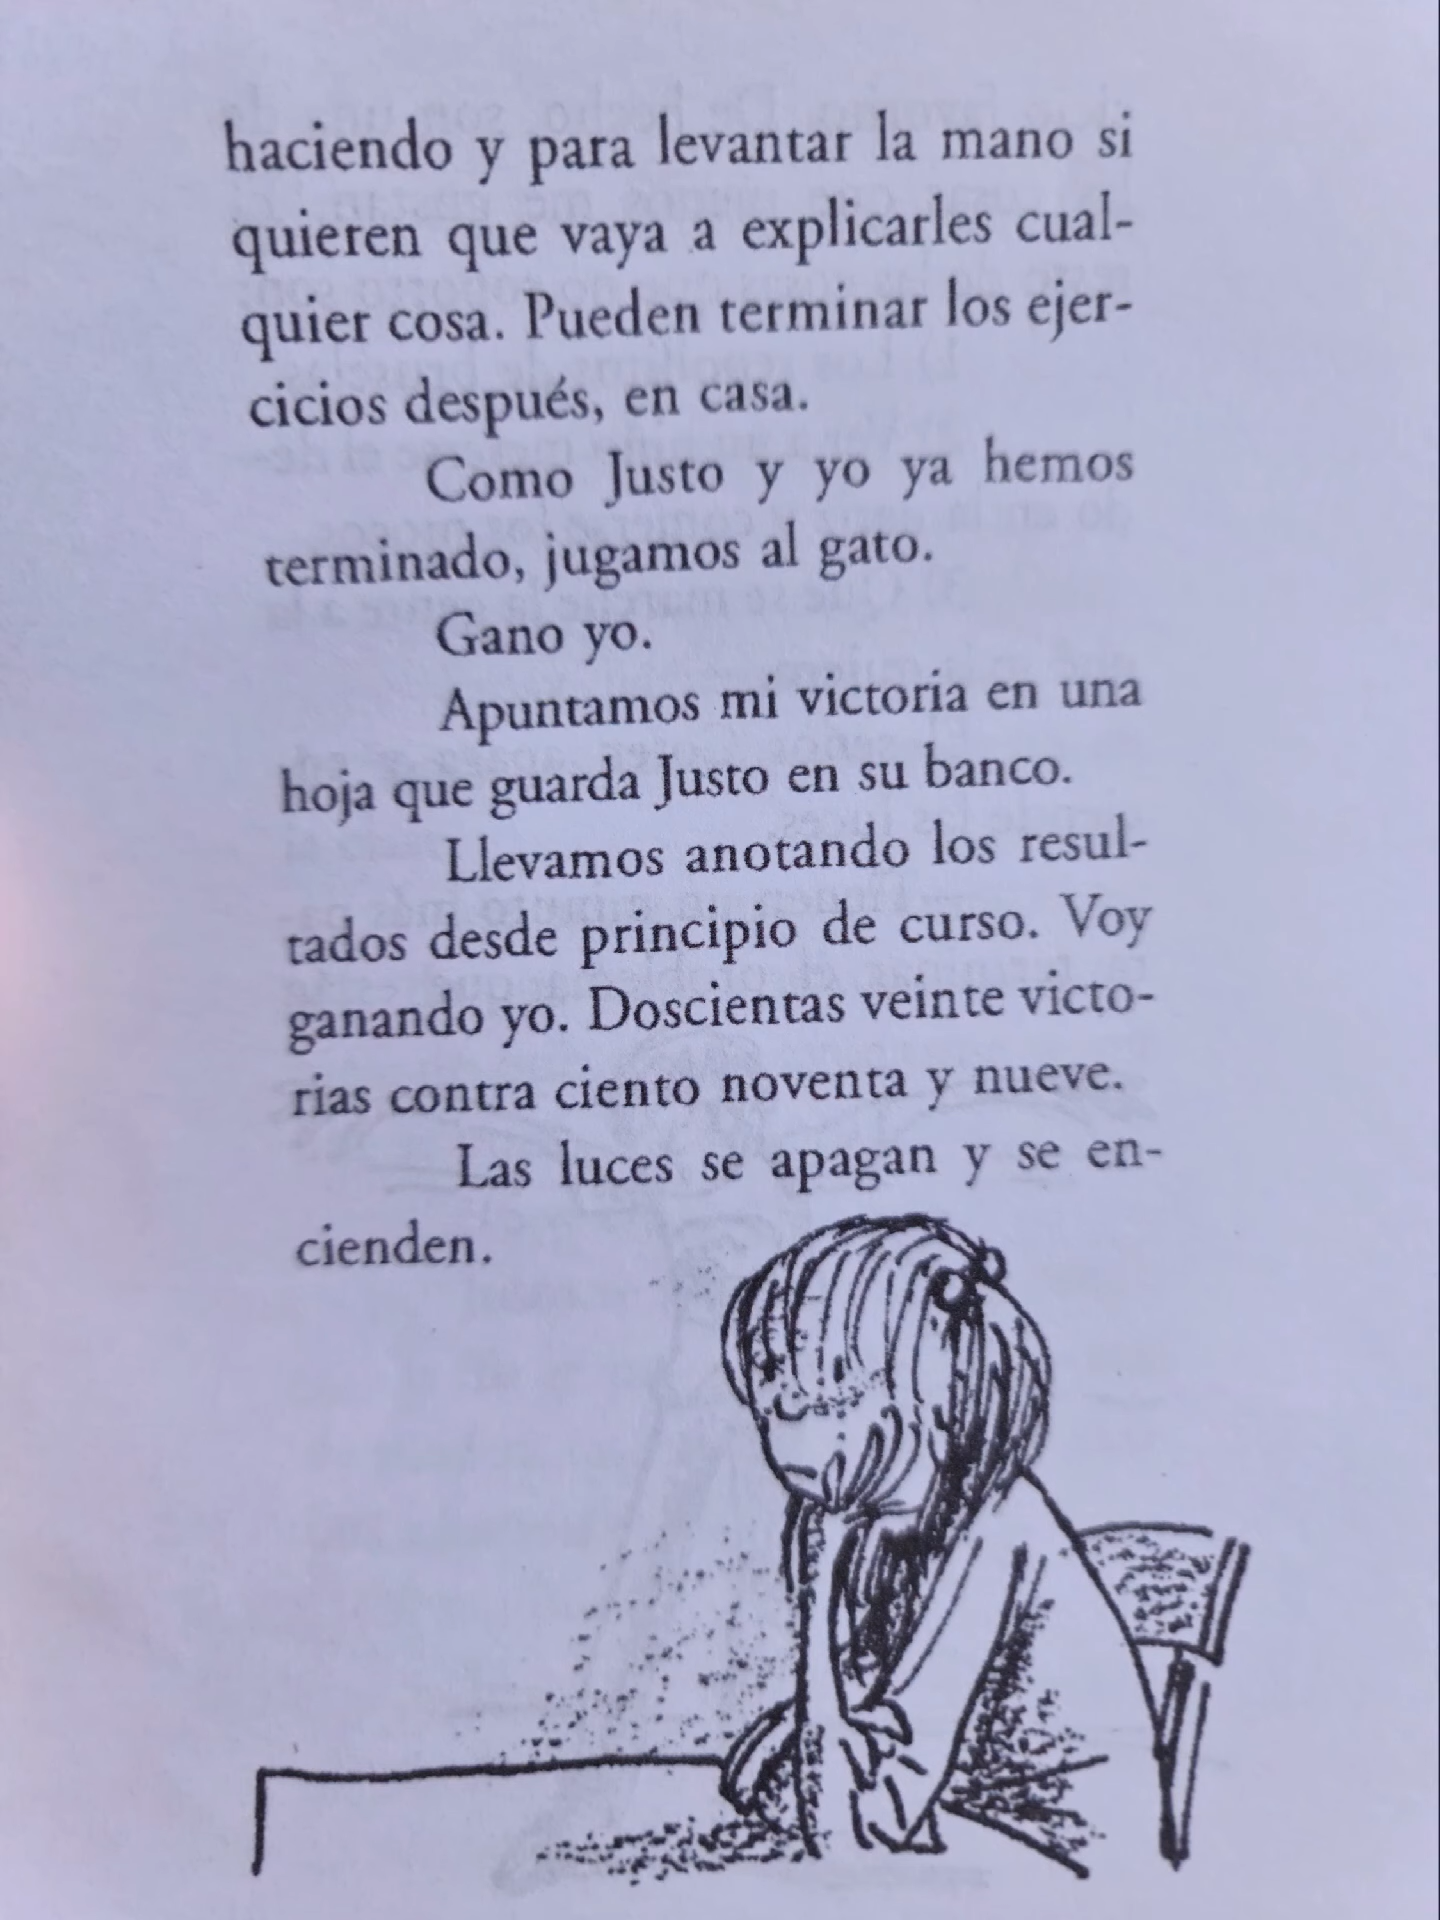 haciendo y para levantar la mano si
quieren que vaya a explicarles cual-
quier cosa. Pueden terminar los ejer-
cicios después, en casa.
Como Justo y yo ya hemos
terminado, jugamos al gato.
Gano yo.
Apuntamos mi victoria en una
hoja que guarda Justo en su banco.
Llevamos anotando los resul-
tados desde principio de curso. Voy
ganando yo. Doscientas veinte victo-
rias contra ciento noventa y nueve.
Las luces se apagan y se en-
cienden.